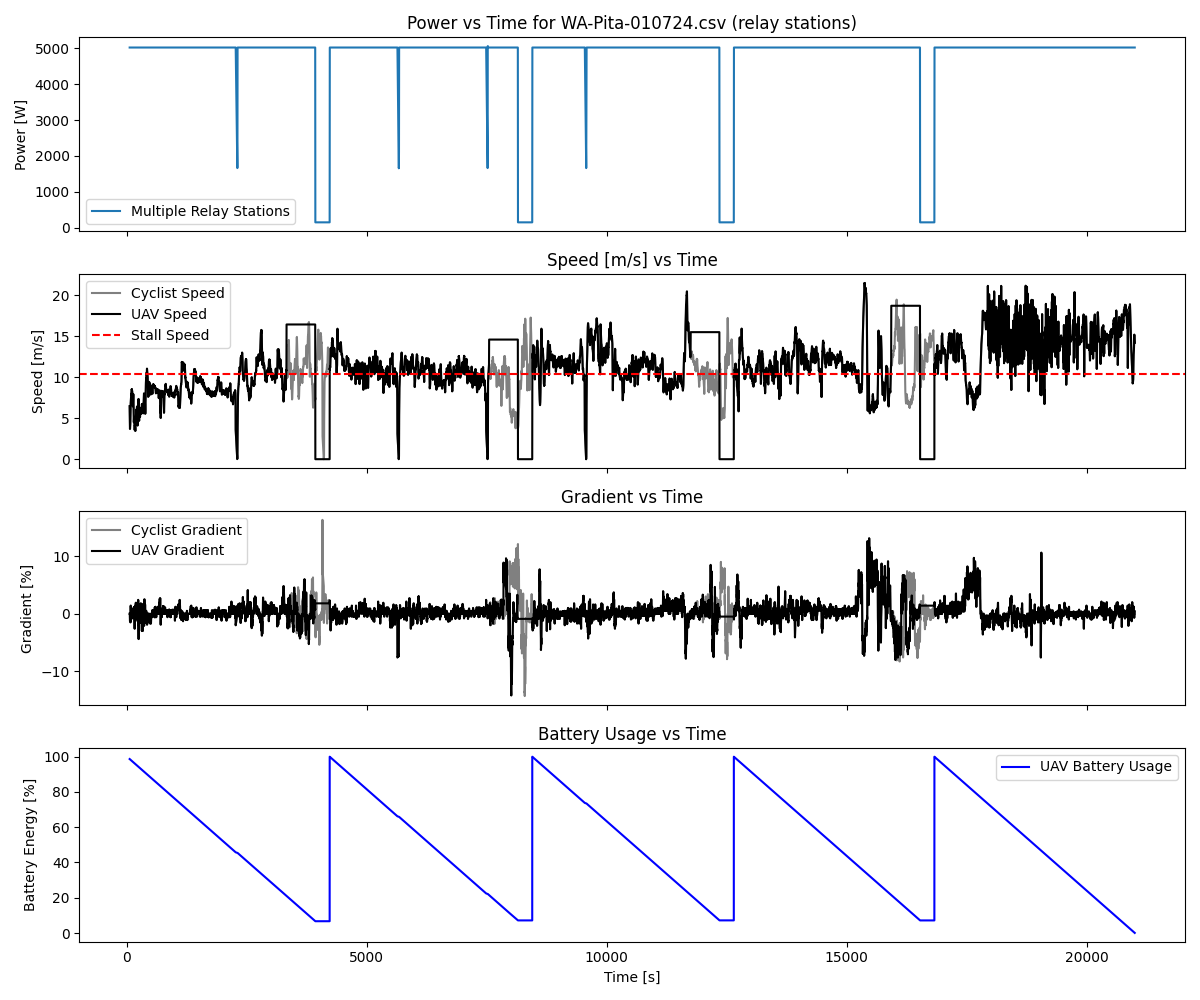 Power vs Time for WA-Pita-010724.csv (relay stations)
Power [W]
5000
4000
3000
2000
1000
0
Multiple Relay Stations
Speed [m/s] vs Time
Speed [m/s]
20
15
10
5
0
Cyclist Speed
UAV Speed
Stall Speed
Gradient vs Time
Gradient [%]
10
0
−10
Cyclist Gradient
UAV Gradient
Battery Usage vs Time
Battery Energy [%]
100
80
60
40
20
0
UAV Battery Usage
0 5000 10000 15000 20000
Time [s]